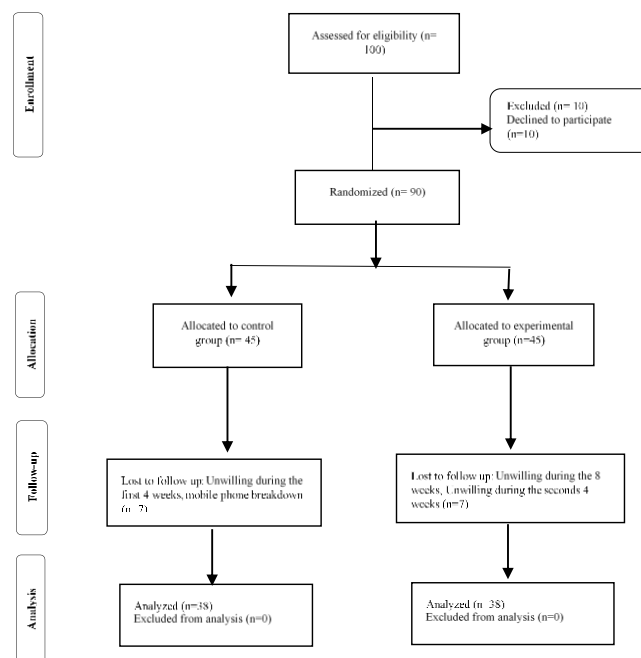 Enrollment
Assessed for eligibility (n=
100)
Excluded (n= 10)
Declined to participate
(n=10)
Randomized (n= 90)
Allocation
Allocated to control
group (n= 45)
Allocated to experimental
group (n=45)
Follow-up
Lost to follow up: Unwilling during the
first 4 weeks, mobile phone breakdown
(n 7)
Lost to follow up: Unwilling during the 8
weeks, Unwilling during the seconds 4
weeks (n=7)
Analysis
Analyzed (n=38)
Excluded from analysis (n=0)
Analyzed (n 38)
Excluded from analysis (n=0)